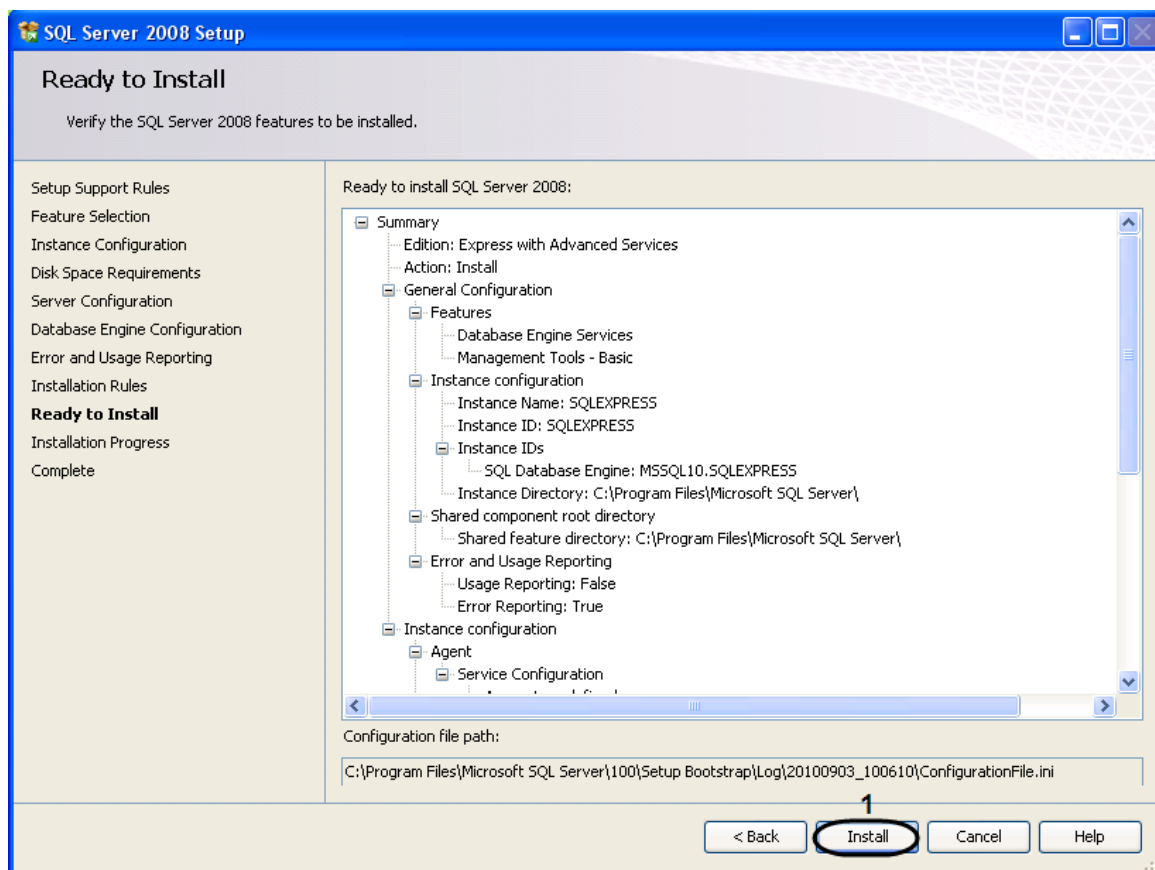 SQL Server 2008 Setup
Ready to Install
Verify the SQL Server 2008 features to be installed.
Setup Support Rules
Feature Selection
Instance Configuration
Disk Space Requirements
Server Configuration
Database Engine Configuration
Error and Usage Reporting
Installation Rules
Ready to Install
Installation Progress
Complete
Ready to install SQL Server 2008:
Summary
Edition: Express with Advanced Services
Action: Install
General Configuration
Features
Database Engine Services
Management Tools - Basic
Instance configuration
Instance Name: SQLEXPRESS
Instance ID: SQLEXPRESS
Instance IDs
SQL Database Engine: MSSQL10.SQLEXPRESS
Instance Directory: C:\Program Files\Microsoft SQL Server\
Shared component root directory
Shared feature directory: C:\Program Files\Microsoft SQL Server\
Error and Usage Reporting
Usage Reporting: False
Error Reporting: True
Instance configuration
Agent
Service Configuration
Configuration file path:
C:\Program Files\Microsoft SQL Server\100\Setup Bootstrap\Log\20100903_100610\ConfigurationFile.ini
1
< Back Install Cancel Help